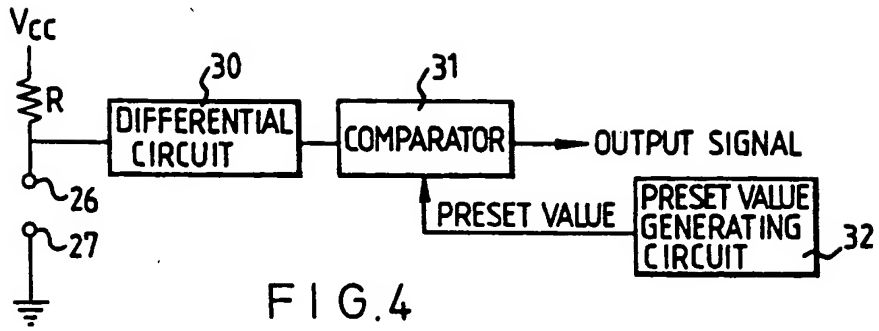 Vcc
R
30
DIFFERENTIAL
CIRCUIT
31
COMPARATOR
OUTPUT SIGNAL
26
27
PRESET VALUE
PRESET VALUE
GENERATING
CIRCUIT
32
FIG.4